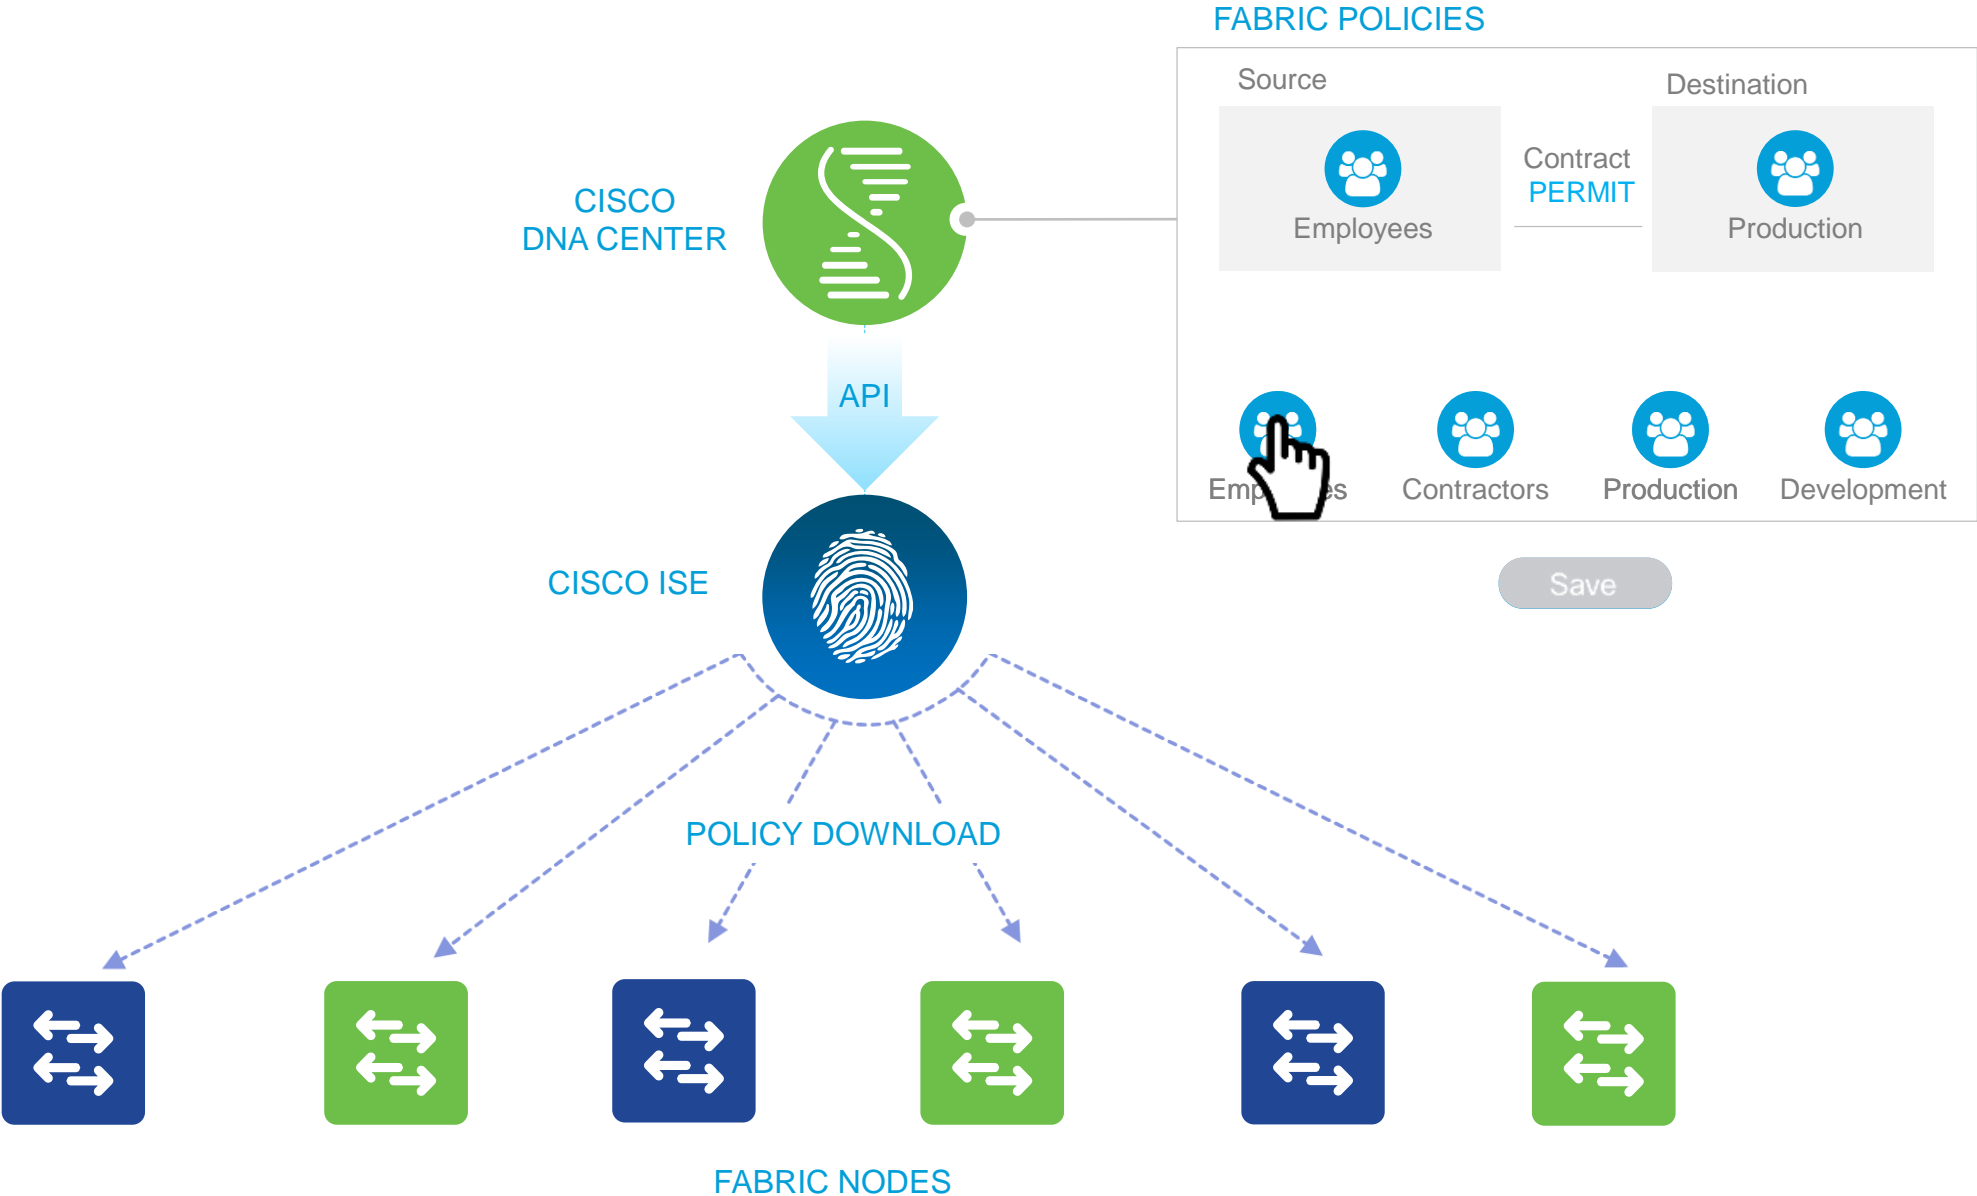 FABRIC POLICIES
Source
Destination
Employees
Contract
PERMIT
Production
CISCO
DNA CENTER
API
Contractors
Production
Development
CISCO ISE
Save
POLICY DOWNLOAD
FABRIC NODES